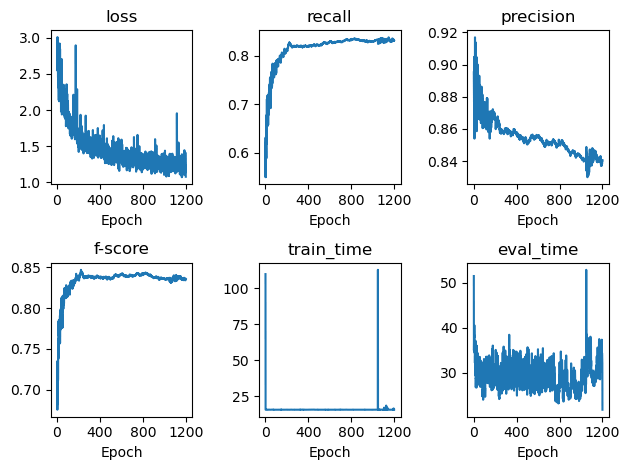 loss
recall
precision
3.0
2.5
2.0
1.5
1.0
0.8
0.7
0.6
0.92
0.90
0.88
0.86
0.84
0 400 800 1200
0 400 800 1200
0 400 800 1200
Epoch
Epoch
Epoch
f-score
train_time
eval_time
0.85
0.80
0.75
0.70
100
75
50
25
50
40
30
0 400 800 1200
0 400 800 1200
0 400 800 1200
Epoch
Epoch
Epoch